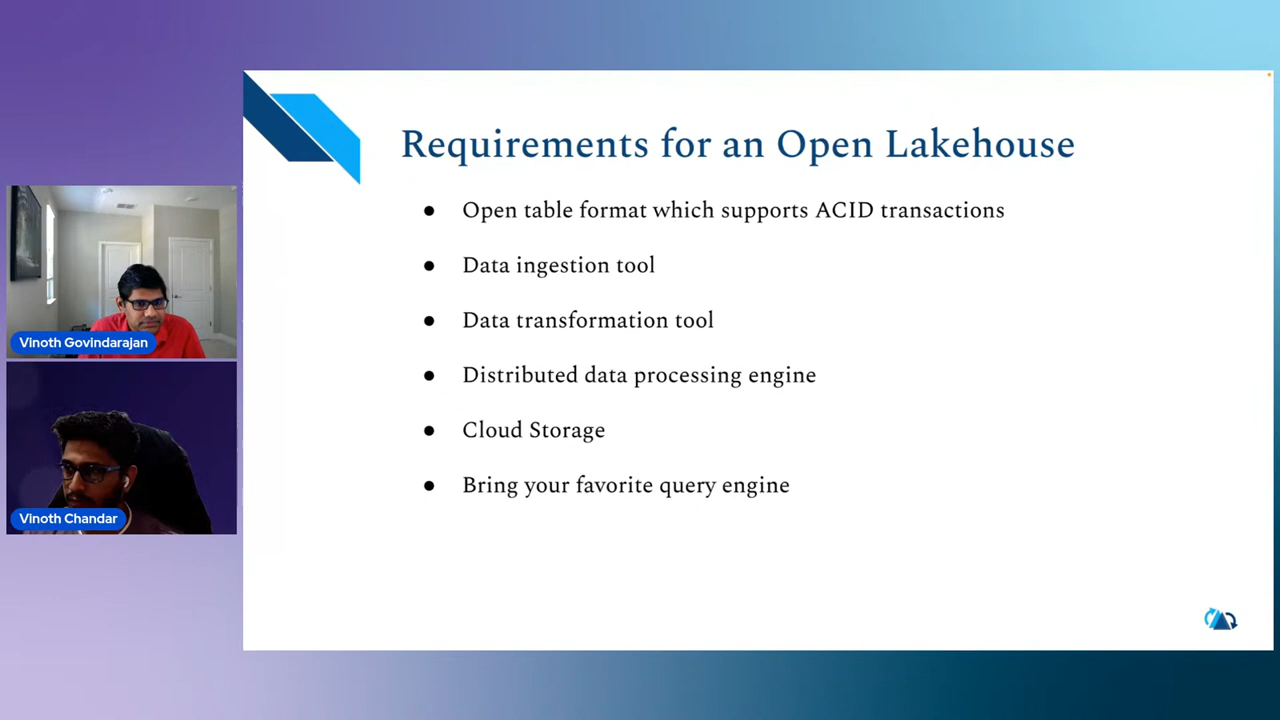 Requirements for an Open Lakehouse
● Open table format which supports ACID transactions
● Data ingestion tool
● Data transformation tool
● Distributed data processing engine
● Cloud Storage
● Bring your favorite query engine
Vinoth Govindarajan
Vinoth Chandar